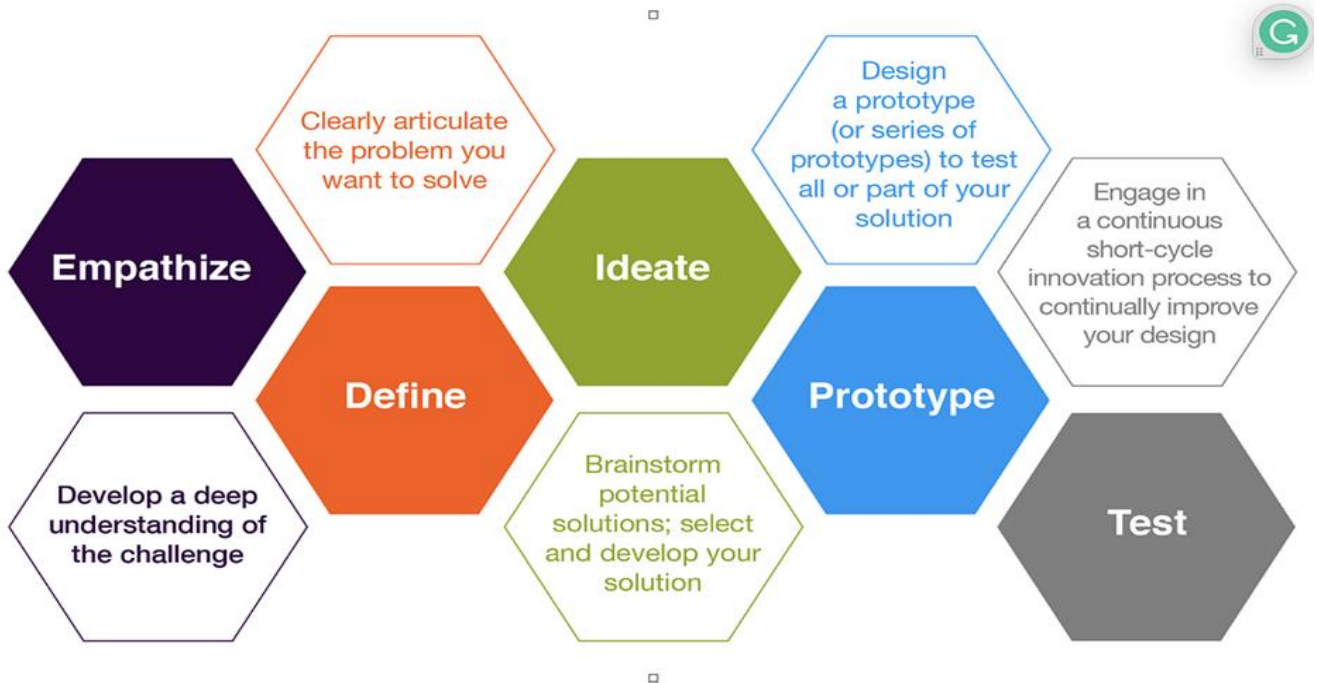 Empathize
Develop a deep
understanding of
the challenge
Clearly articulate
the problem you
want to solve
Define
Ideate
Brainstorm
potential
solutions; select
and develop your
solution
Design
a prototype
(or series of
prototypes) to test
all or part of your
solution
Prototype
Engage in
a continuous
short-cycle
innovation process to
continually improve
your design
Test